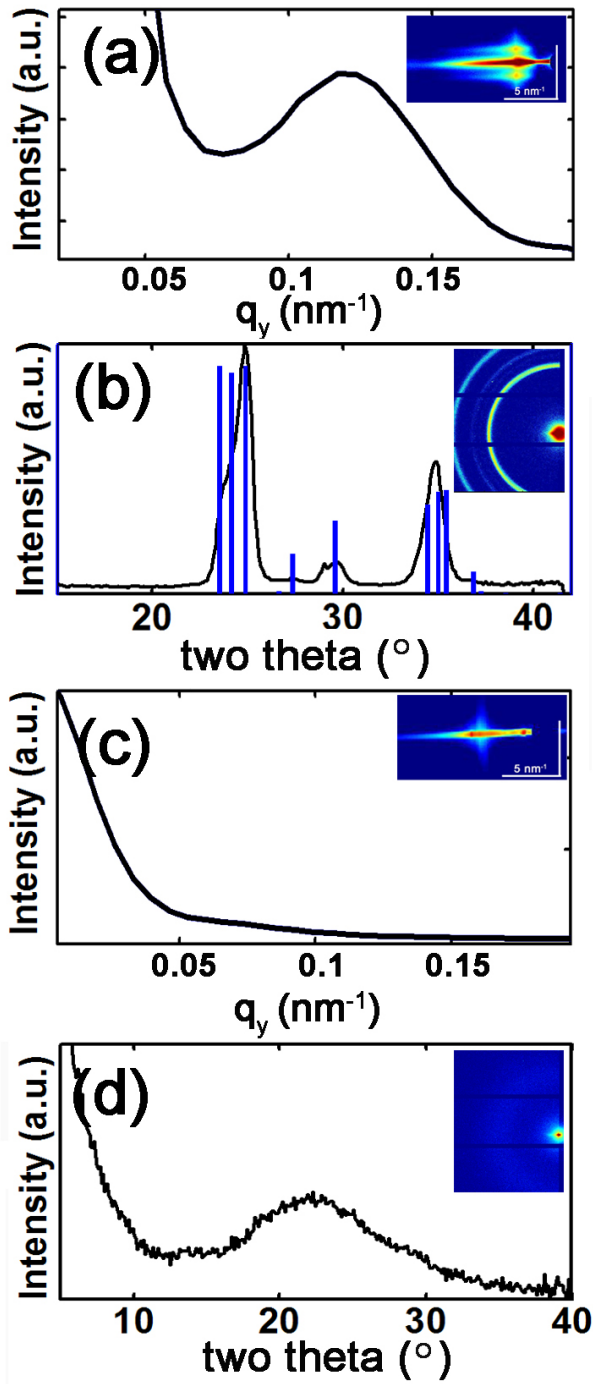 (a)
Intensity (a.u.)
5 nm-1
0.05 0.1 0.15
qy (nm-1)
(b)
Intensity (a.u.)
20 30 40
two theta (°)
(c)
Intensity (a.u.)
5 nm-1
0.05 0.1 0.15
qy (nm-1)
(d)
Intensity (a.u.)
10 20 30 40
two theta (°)